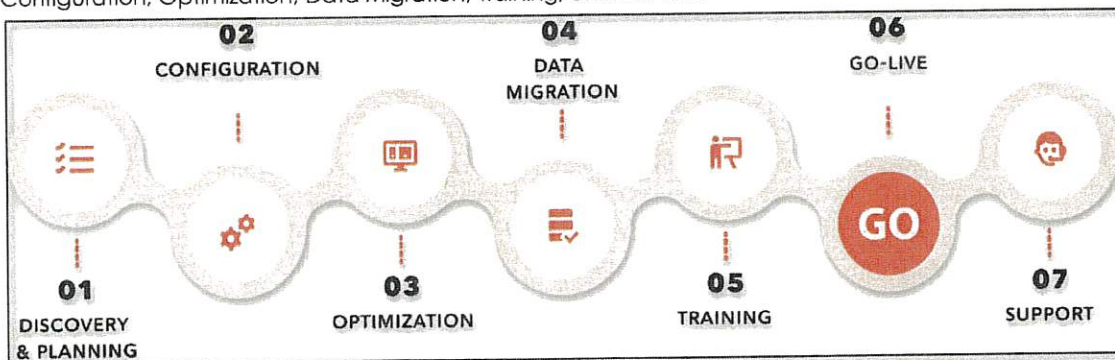 Configuration, Optimization, Data Migration, Training,
02
CONFIGURATION
04
DATA
MIGRATION
06
GO-LIVE
GO
01
DISCOVERY
& PLANNING
03
OPTIMIZATION
05
TRAINING
07
SUPPORT